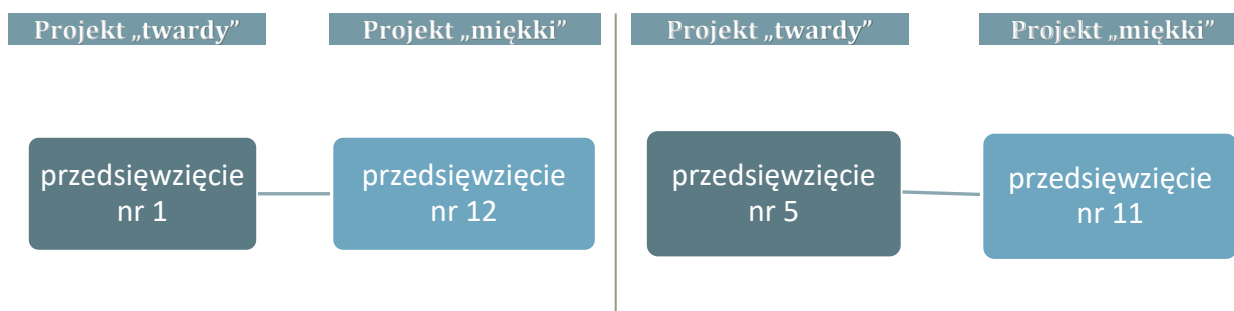 Projekt „twardy”
Projekt „miękki”
przedsięwzięcie
nr 1
przedsięwzięcie
nr 12
Projekt „twardy”
Projekt „miękki”
przedsięwzięcie
nr 5
przedsięwzięcie
nr 11